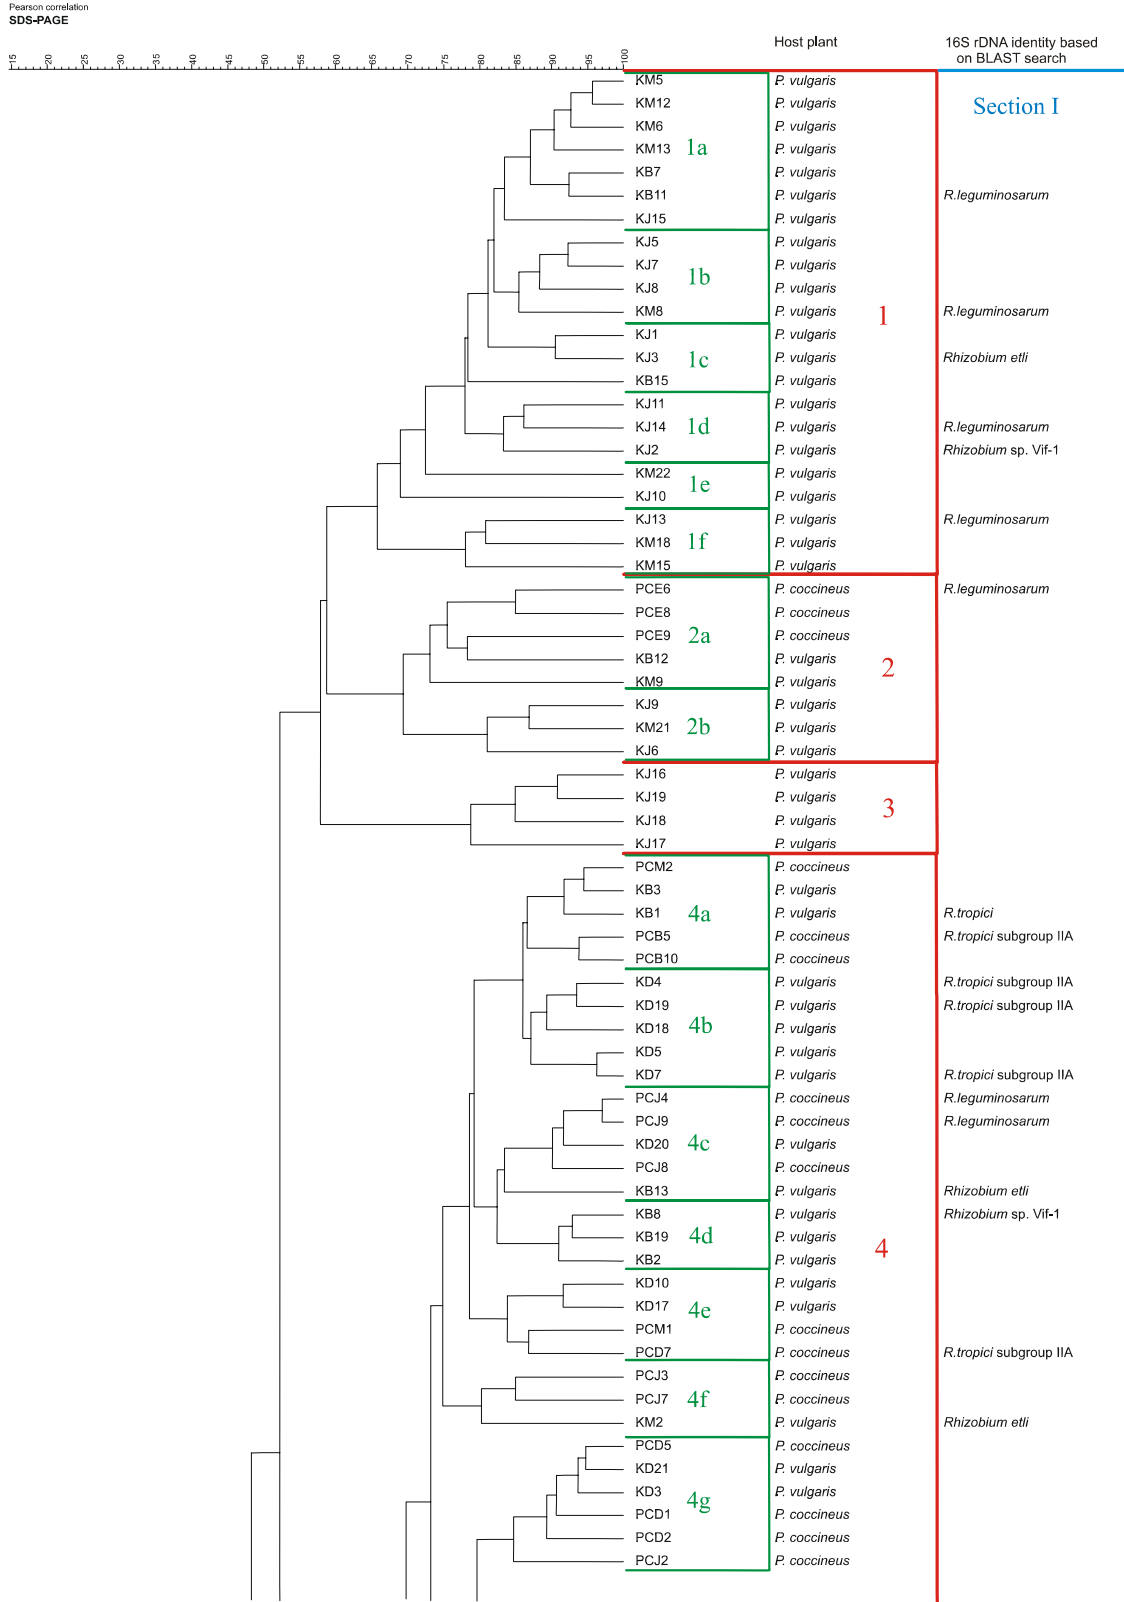 Pearson correlation
SDS-PAGE
Host plant
16S rDNA identity based
on BLAST search
15 20 25 30 35 40 45 50 55 60 65 70 75 80 85 90 95 100
Section I
KM5 P. vulgaris
KM12 P. vulgaris
KM6 P. vulgaris
KM13 1a P. vulgaris
KB7 P. vulgaris
KB11 P. vulgaris R.leguminosarum
KJ15 P. vulgaris
KJ5 P. vulgaris
KJ7 1b P. vulgaris
KJ8 P. vulgaris
KM8 P. vulgaris 1 R.leguminosarum
KJ1 P. vulgaris
KJ3 1c P. vulgaris Rhizobium etli
KB15 P. vulgaris
KJ11 P. vulgaris
KJ14 1d P. vulgaris R.leguminosarum
KJ2 P. vulgaris Rhizobium sp. Vif-1
KM22 1e P. vulgaris
KJ10 P. vulgaris
KJ13 P. vulgaris R.leguminosarum
KM18 1f P. vulgaris
KM15 P. vulgaris
PCE6 P. coccineus R.leguminosarum
PCE8 P. coccineus
PCE9 2a P. coccineus
KB12 P. vulgaris 2
KM9 P. vulgaris
KJ9 P. vulgaris
KM21 2b P. vulgaris
KJ6 P. vulgaris
KJ16 P. vulgaris
KJ19 P. vulgaris 3
KJ18 P. vulgaris
KJ17 P. vulgaris
PCM2 P. coccineus
KB3 P. vulgaris
KB1 4a P. vulgaris R.tropici
PCB5 P. coccineus R.tropici subgroup IIA
PCB10 P. coccineus
KD4 P. vulgaris R.tropici subgroup IIA
KD19 P. vulgaris R.tropici subgroup IIA
KD18 4b P. vulgaris
KD5 P. vulgaris
KD7 P. vulgaris R.tropici subgroup IIA
PCJ4 P. coccineus R.leguminosarum
PCJ9 P. coccineus R.leguminosarum
KD20 4c P. vulgaris
PCJ8 P. coccineus
KB13 P. vulgaris Rhizobium etli
KB8 P. vulgaris Rhizobium sp. Vif-1
KB19 4d P. vulgaris 4
KB2 P. vulgaris
KD10 P. vulgaris
KD17 4e P. vulgaris
PCM1 P. coccineus
PCD7 P. coccineus R.tropici subgroup IIA
PCJ3 P. coccineus
PCJ7 4f P. coccineus
KM2 P. vulgaris Rhizobium etli
PCD5 P. coccineus
KD21 P. vulgaris
KD3 4g P. vulgaris
PCD1 P. coccineus
PCD2 P. coccineus
PCJ2 P. coccineus